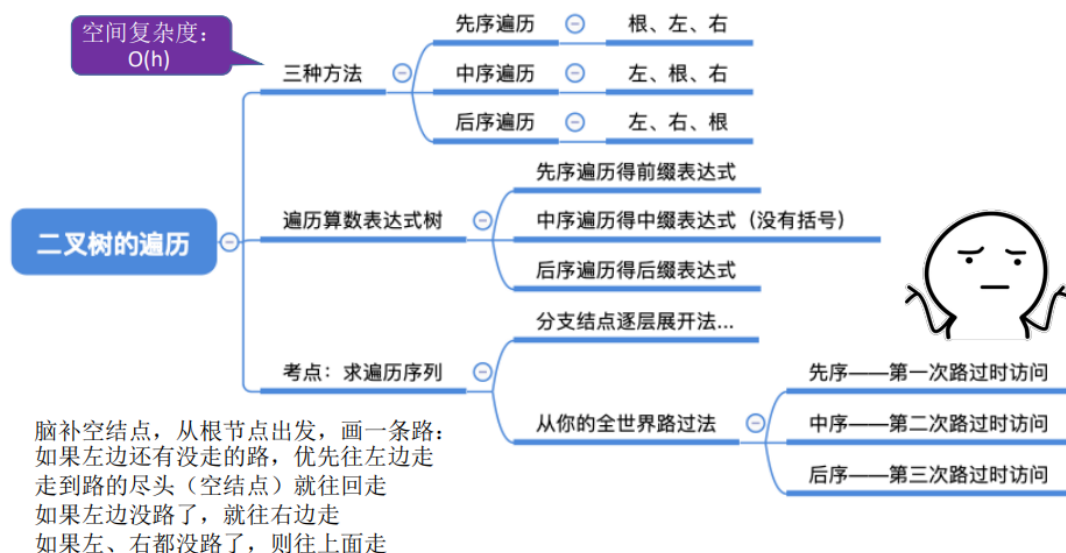 空间复杂度：
O(h)
二叉树的遍历
三种方法
先序遍历
根、左、右
中序遍历
左、根、右
后序遍历
左、右、根
遍历算数表达式树
先序遍历得前缀表达式
中序遍历得中缀表达式（没有括号）
后序遍历得后缀表达式
考点：求遍历序列
分支结点逐层展开法...
从你的全世界路过法
先序——第一次路过时访问
中序——第二次路过时访问
后序——第三次路过时访问
脑补空结点，从根节点出发，画一条路：
如果左边还有没走的路，优先往左边走
走到路的尽头（空结点）就往回走
如果左边没路了，就往右边走
如果左、右都没路了，则往上面走